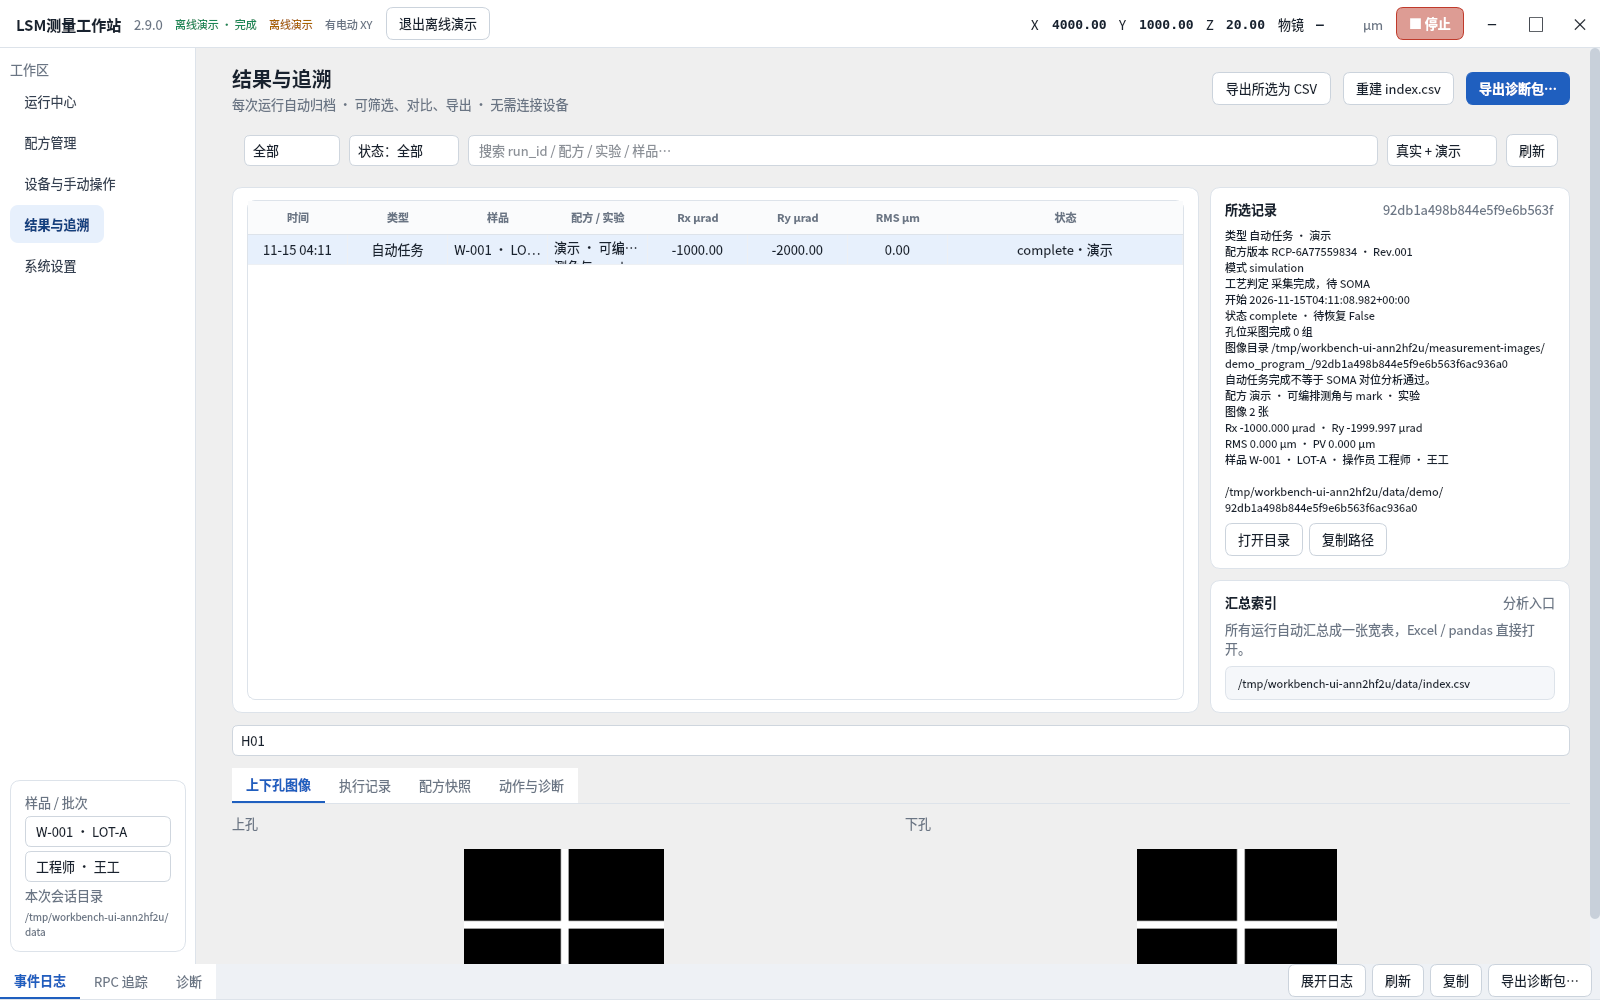 LSM测量工作站 2.9.0 离线演示 · 完成 离线演示 有电动 XY 退出离线演示 X 4000.00 Y 1000.00 Z 20.00 物镜 — μm 停止
工作区
运行中心
配方管理
设备与手动操作
结果与追溯
系统设置
样品 / 批次
W-001 · LOT-A
工程师 · 王工
本次会话目录
/tmp/workbench-ui-ann2hf2u/
data
结果与追溯
每次运行自动归档 · 可筛选、对比、导出 · 无需连接设备
导出所选为 CSV 重建 index.csv 导出诊断包…
全部 状态：全部 搜索 run_id / 配方 / 实验 / 样品… 真实 + 演示 刷新
时间 类型 样品 配方 / 实验 Rx μrad Ry μrad RMS μm 状态
11-15 04:11 自动任务 W-001 · LO... 演示 · 可编… -1000.00 -2000.00 0.00 complete · 演示
所选记录 92db1a498b844e5f9e6b563f
类型 自动任务 · 演示
配方版本 RCP-6A77559834 · Rev.001
模式 simulation
工艺判定 采集完成，待 SOMA
开始 2026-11-15T04:11:08.982+00:00
状态 complete · 待恢复 False
孔位采图完成 0 组
图像目录 /tmp/workbench-ui-ann2hf2u/measurement-images/
demo_program_/92db1a498b844e5f9e6b563f6ac936a0
自动任务完成不等于 SOMA 对位分析通过。
配方 演示 · 可编排测角与 mark · 实验
图像 2 张
Rx -1000.000 μrad · Ry -1999.997 μrad
RMS 0.000 μm · PV 0.000 μm
样品 W-001 · LOT-A · 操作员 工程师 · 王工
/tmp/workbench-ui-ann2hf2u/data/demo/
92db1a498b844e5f9e6b563f6ac936a0
打开目录 复制路径
汇总索引 分析入口
所有运行自动汇总成一张宽表，Excel / pandas 直接打
开。
/tmp/workbench-ui-ann2hf2u/data/index.csv
H01
上下孔图像 执行记录 配方快照 动作与诊断
上孔 下孔
事件日志 RPC 追踪 诊断 展开日志 刷新 复制 导出诊断包…